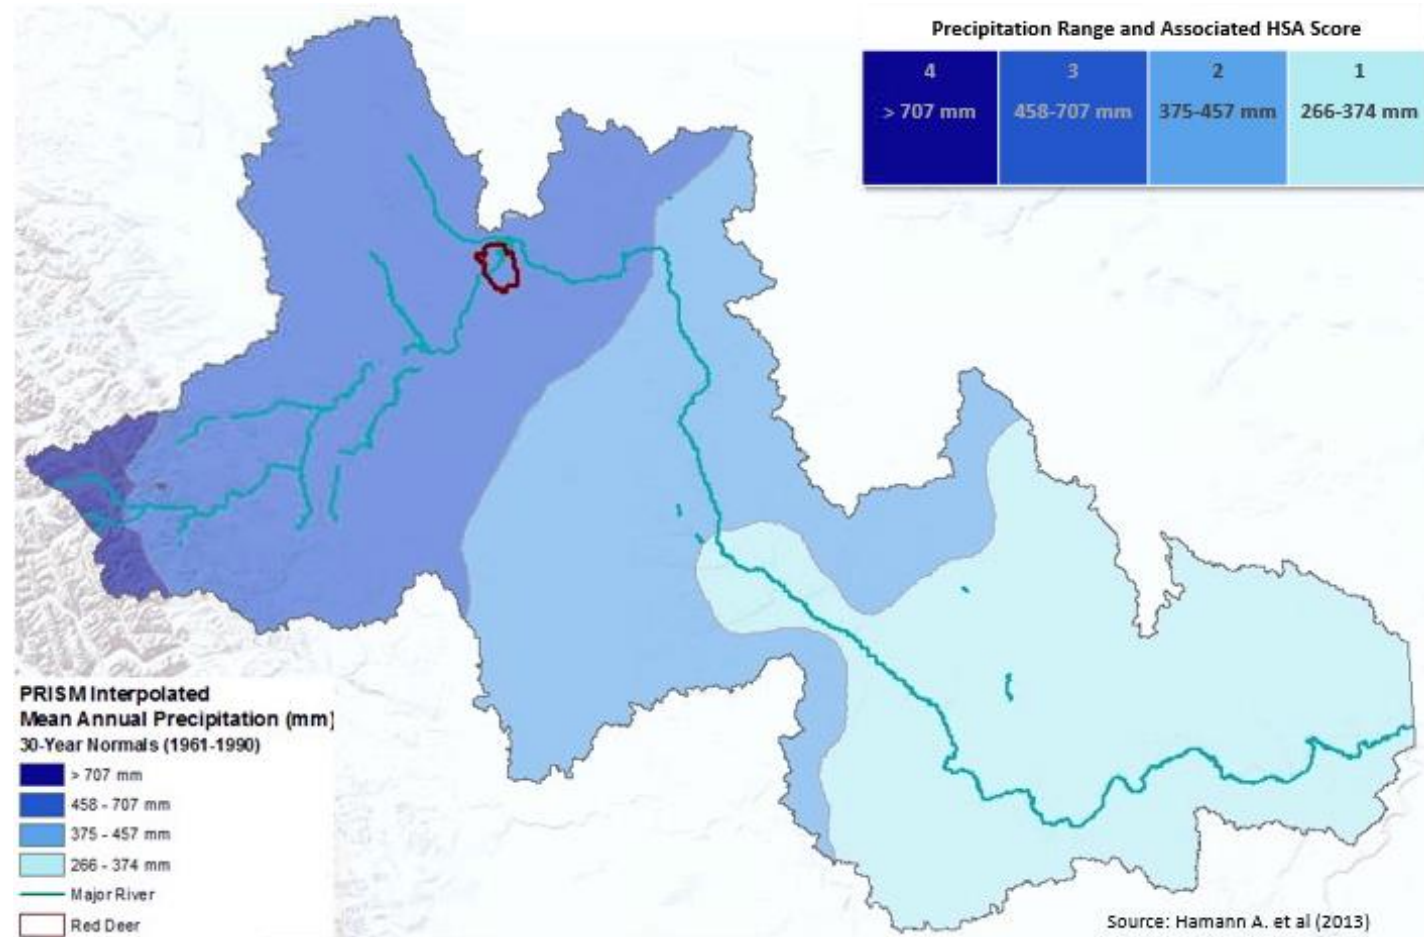 Precipitation Range and Associated HSA Score
4 3 2 1
> 707 mm 458-707 mm 375-457 mm 266-374 mm
PRISM Interpolated
Mean Annual Precipitation (mm)
30-Year Normals (1961-1990)
> 707 mm
458 - 707 mm
375 - 457 mm
266 - 374 mm
Major River
Red Deer
Source: Hamann A. et al (2013)